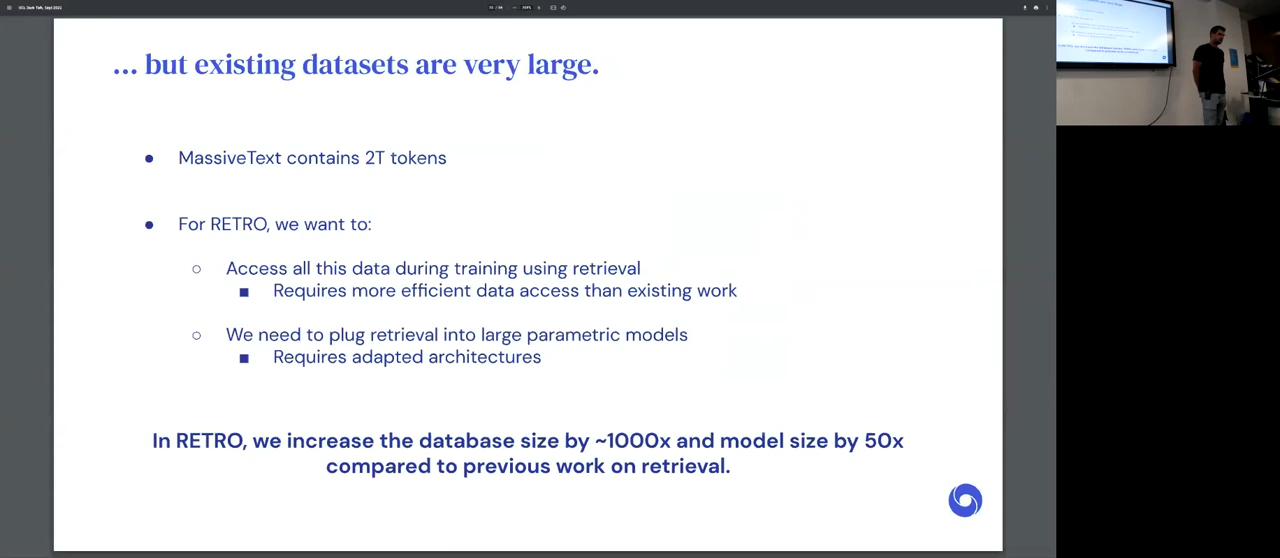 ... but existing datasets are very large.
MassiveText contains 2T tokens
For RETRO, we want to:
Access all this data during training using retrieval
Requires more efficient data access than existing work
We need to plug retrieval into large parametric models
Requires adapted architectures
In RETRO, we increase the database size by ~1000x and model size by 50x
compared to previous work on retrieval.